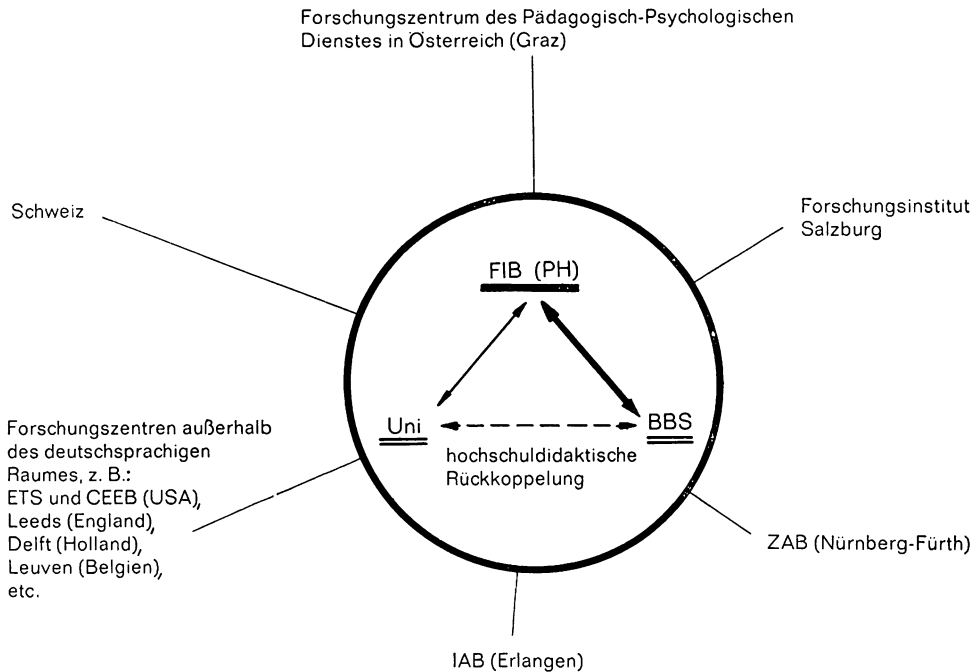 Forschungszentrum des Pädagogisch-Psychologischen
Dienstes in Österreich (Graz)
Schweiz
Forschungsinstitut
Salzburg
FIB (PH)
Uni
BBS
hochschuldidaktische
Rückkoppelung
Forschungszentren außerhalb
des deutschsprachigen
Raumes, z. B.:
ETS und CEEB (USA),
Leeds (England),
Delft (Holland),
Leuven (Belgien),
etc.
ZAB (Nürnberg-Fürth)
IAB (Erlangen)